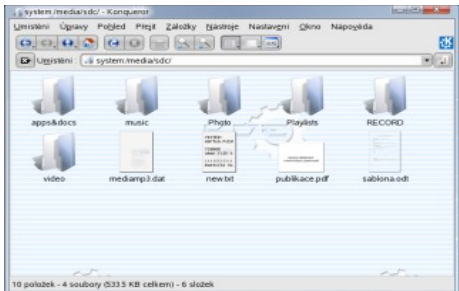 system:/media/sdc/ - Konqueror
Umístění Úpravy Pohled Přejít Záložky Nástroje Nastavení Okno Nápověda
Umístění: system:/media/sdc/
apps&docs music Photo Playlists RECORD
video mediamp3.dat new.txt publikace.pdf sablona.odt
10 položek - 4 soubory (533.5 KB celkem) - 6 složek